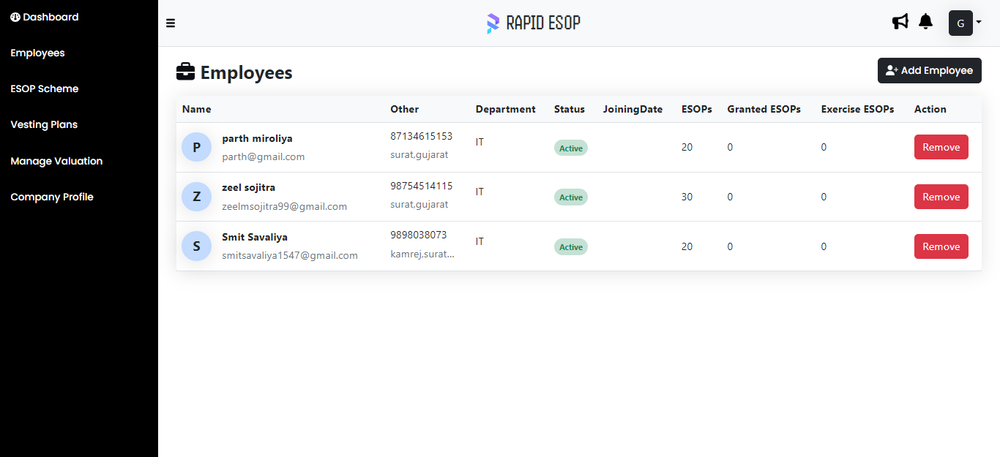 Dashboard
Employees
ESOP Scheme
Vesting Plans
Manage Valuation
Company Profile
RAPID ESOP
G
Employees
Add Employee
Name Other Department Status JoiningDate ESOPs Granted ESOPs Exercise ESOPs Action
P
parth miroliya
parth@gmail.com
87134615153
surat,gujarat
IT
Active
20
0
0
Remove
Z
zeel sojitra
zeelmsojitra99@gmail.com
98754514115
surat,gujarat
IT
Active
30
0
0
Remove
S
Smit Savaliya
smitsavaliya1547@gmail.com
9898038073
kamrej,surat...
IT
Active
20
0
0
Remove